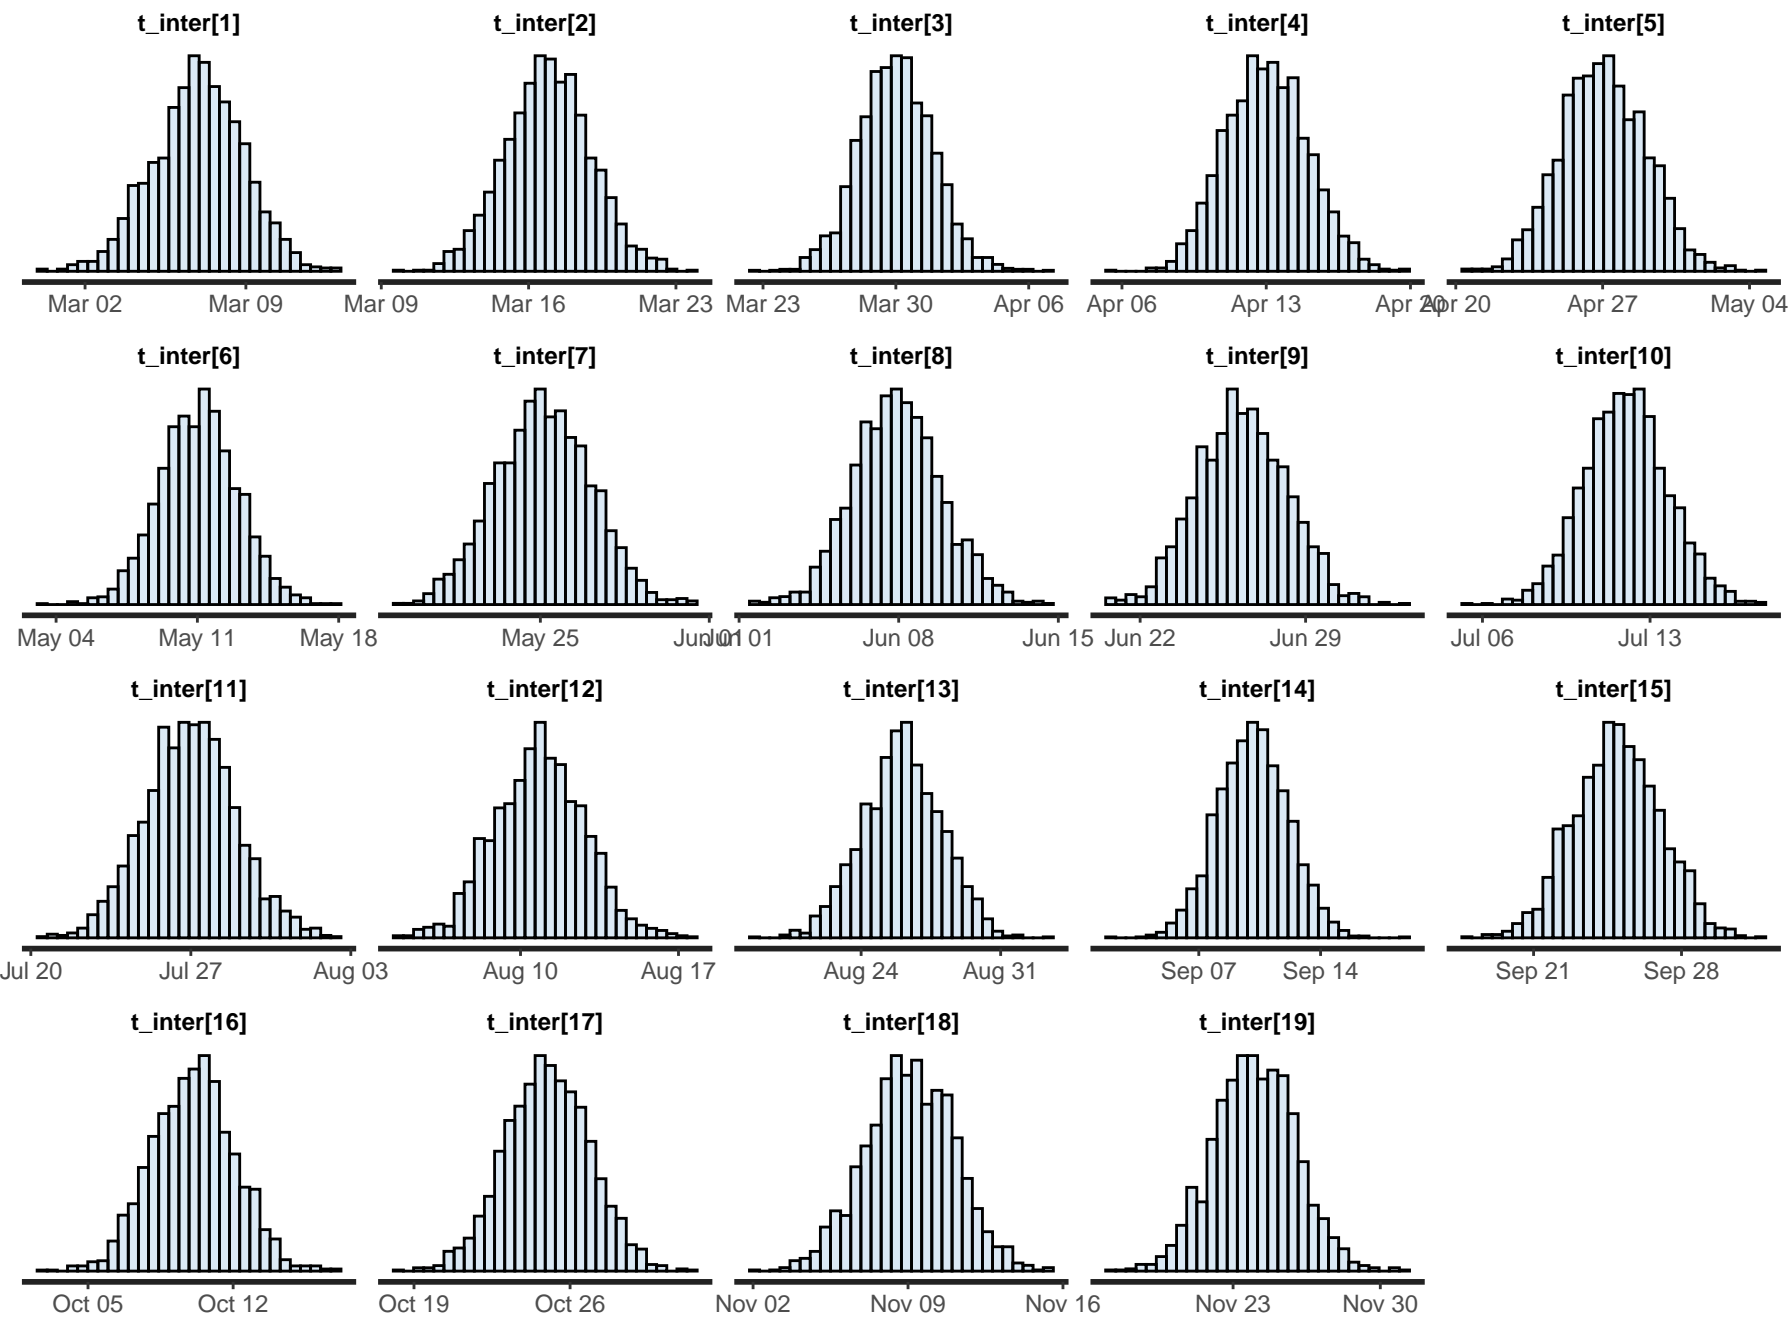 t_inter[1] t_inter[2] t_inter[3] t_inter[4] t_inter[5]
Mar 02 Mar 09 Mar 09 Mar 16 Mar 23 Mar 23 Mar 30 Apr 06 Apr 06 Apr 13 Apr 20 Apr 20 Apr 27 May 04
t_inter[6] t_inter[7] t_inter[8] t_inter[9] t_inter[10]
May 04 May 11 May 18 May 25 Jun 01 Jun 01 Jun 08 Jun 15 Jun 22 Jun 29 Jul 06 Jul 13
t_inter[11] t_inter[12] t_inter[13] t_inter[14] t_inter[15]
Jul 20 Jul 27 Aug 03 Aug 10 Aug 17 Aug 24 Aug 31 Sep 07 Sep 14 Sep 21 Sep 28
t_inter[16] t_inter[17] t_inter[18] t_inter[19]
Oct 05 Oct 12 Oct 19 Oct 26 Nov 02 Nov 09 Nov 16 Nov 23 Nov 30